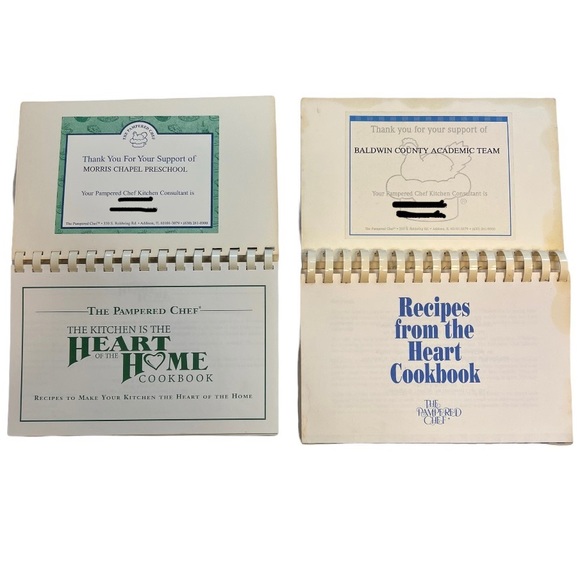 THE PAMPERED CHEF
Thank You For Your Support of
MORRIS CHAPEL PRESCHOOL
Your Pampered Chef Kitchen Consultant is
THE PAMPERED CHEF®
THE KITCHEN IS THE
HEART
OF THE
HOME
COOKBOOK
RECIPES TO MAKE YOUR KITCHEN THE HEART OF THE HOME
Thank you for your support of
BALDWIN COUNTY ACADEMIC TEAM
Your Pampered Chef Kitchen Consultant is
Recipes
from the
Heart
Cookbook
THE
PAMPERED
CHEF